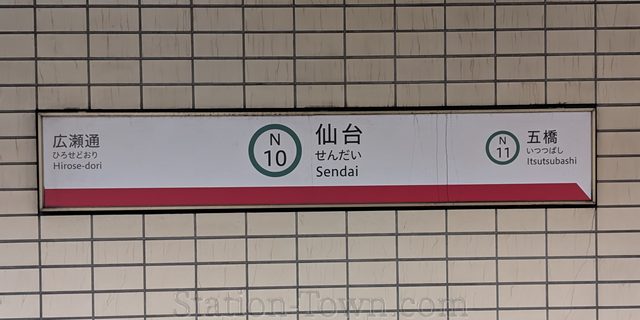 広瀬通
ひろせどおり
Hirose-dori
N
10
仙台
せんだい
Sendai
N
11
五橋
いつつばし
Itsutsubashi
Station-Town.com